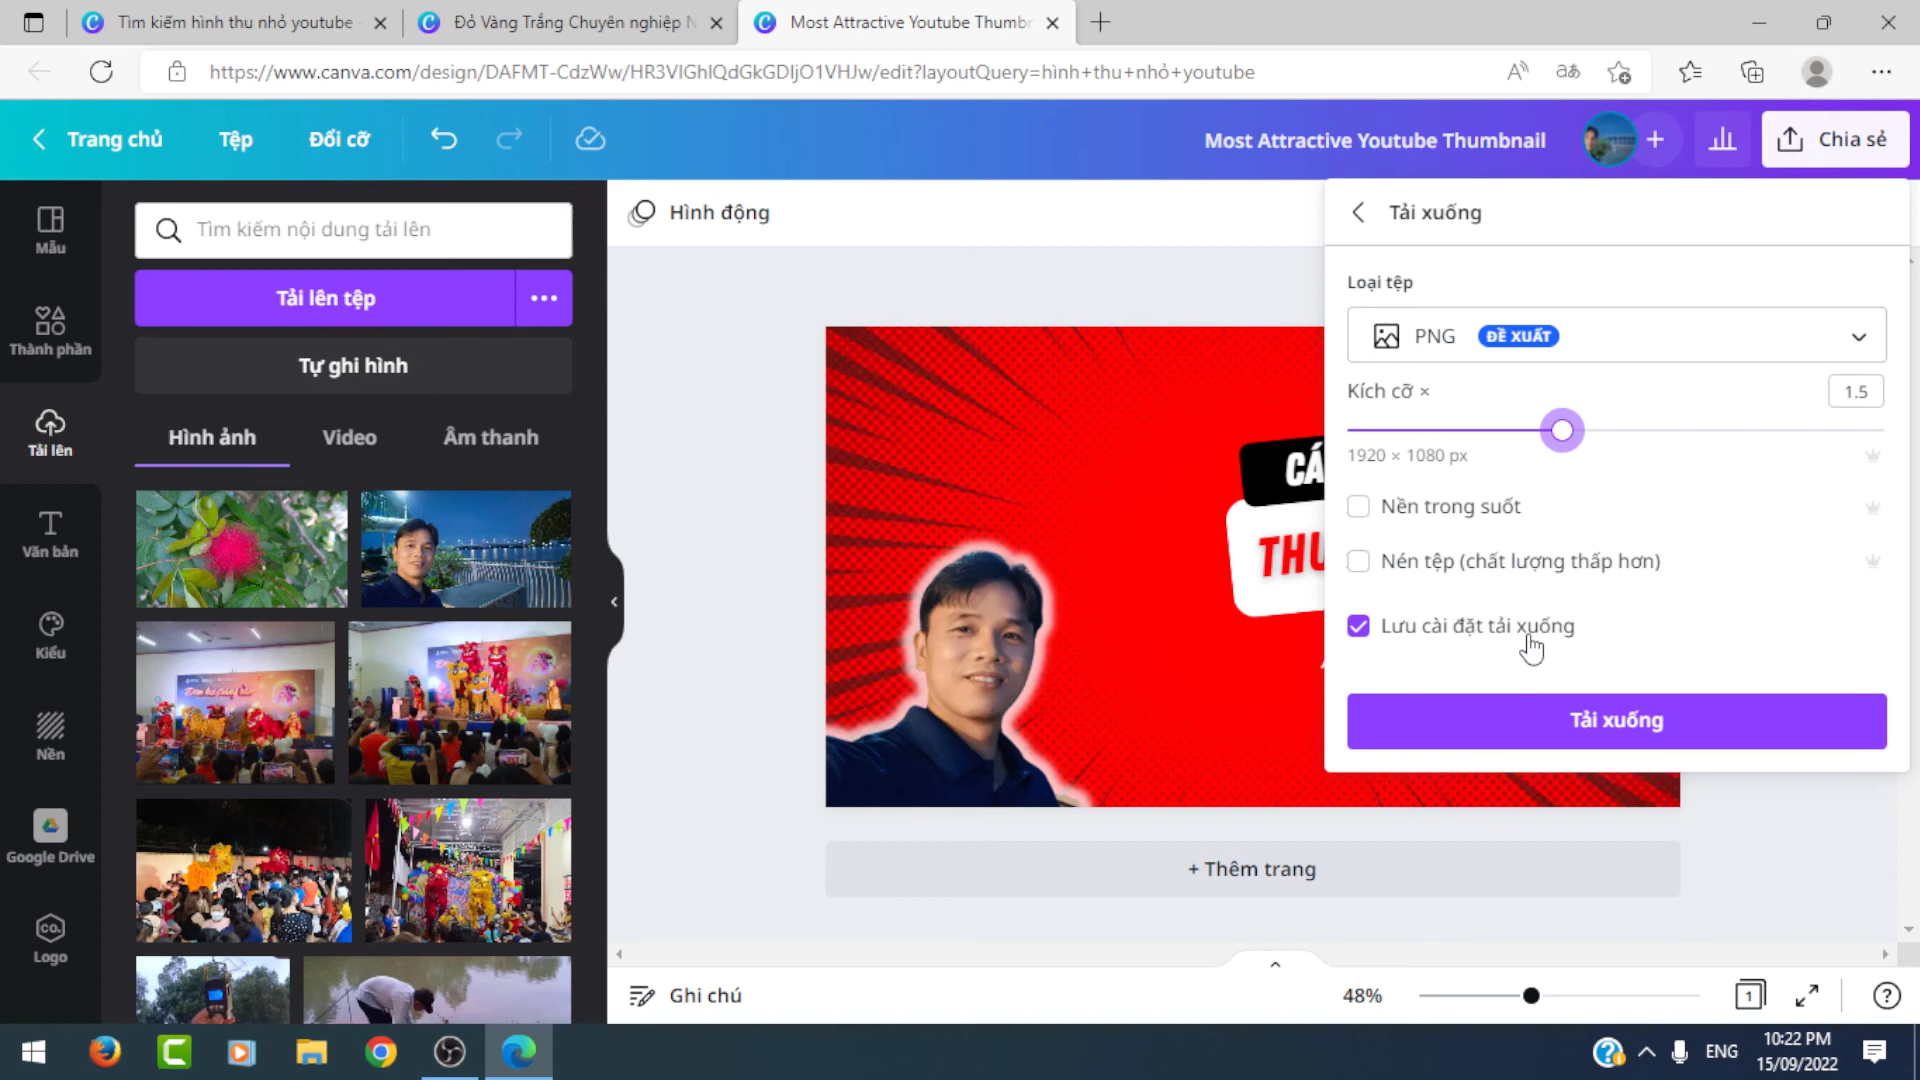 Tìm kiếm hình thu nhỏ youtube
Đỏ Vàng Trắng Chuyên nghiệp N
Most Attractive Youtube Thumbn
https://www.canva.com/design/DAFMT-CdzWw/HR3VIGhIQdGkGDIjO1VHJw/edit?layoutQuery=hình+thu+nhỏ+youtube
Trang chủ
Tệp
Đổi cỡ
Most Attractive Youtube Thumbnail
Chia sẻ
Mẫu
Thành phần
Tải lên
Văn bản
Kiểu
Nền
Google Drive
CO.
Logo
Tìm kiếm nội dung tải lên
Tải lên tệp
Tự ghi hình
Hình ảnh
Video
Âm thanh
Hình động
CÁ
THU
+ Thêm trang
Tải xuống
Loại tệp
PNG ĐỀ XUẤT
Kích cỡ ×
1.5
1920 × 1080 px
Nền trong suốt
Nén tệp (chất lượng thấp hơn)
Lưu cài đặt tải xuống
Tải xuống
Ghi chú
48%
1
ENG
10:22 PM
15/09/2022